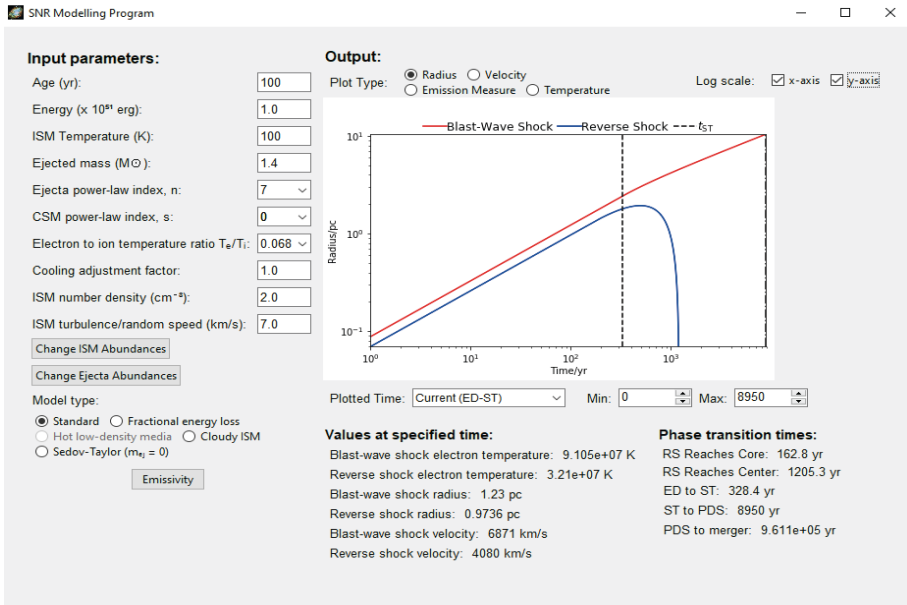 SNR Modelling Program
Input parameters:
Age (yr): 100
Energy (x 10⁵¹ erg): 1.0
ISM Temperature (K): 100
Ejected mass (M⊙): 1.4
Ejecta power-law index, n: 7
CSM power-law index, s: 0
Electron to ion temperature ratio Tₑ/Tᵢ: 0.068
Cooling adjustment factor: 1.0
ISM number density (cm⁻³): 2.0
ISM turbulence/random speed (km/s): 7.0
Change ISM Abundances
Change Ejecta Abundances
Model type:
Standard Fractional energy loss
Hot low-density media Cloudy ISM
Sedov-Taylor (mₑⱼ = 0)
Emissivity
Output:
Plot Type: Radius Velocity
Emission Measure Temperature
Log scale: x-axis y-axis
Blast-Wave Shock Reverse Shock t_ST
10¹
10⁰
10⁻¹
Radius/pc
10⁰ 10¹ 10² 10³
Time/yr
Plotted Time: Current (ED-ST) Min: 0 Max: 8950
Values at specified time:
Blast-wave shock electron temperature: 9.105e+07 K
Reverse shock electron temperature: 3.21e+07 K
Blast-wave shock radius: 1.23 pc
Reverse shock radius: 0.9736 pc
Blast-wave shock velocity: 6871 km/s
Reverse shock velocity: 4080 km/s
Phase transition times:
RS Reaches Core: 162.8 yr
RS Reaches Center: 1205.3 yr
ED to ST: 328.4 yr
ST to PDS: 8950 yr
PDS to merger: 9.611e+05 yr